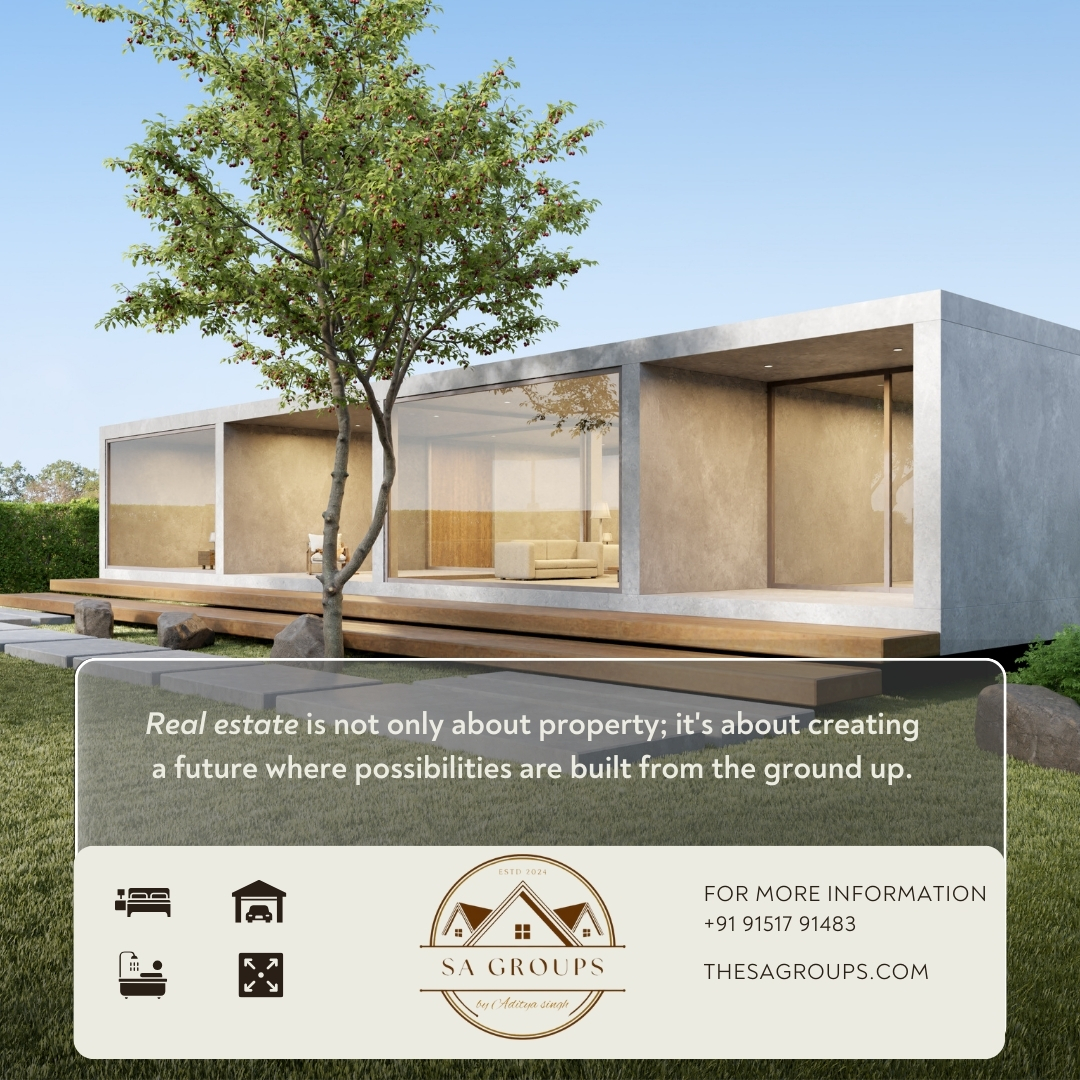 Real estate is not only about property; it's about creating
a future where possibilities are built from the ground up.
ESTD 2024
SA GROUPS
by Aditya singh
FOR MORE INFORMATION
+91 91517 91483
THESAGROUPS.COM